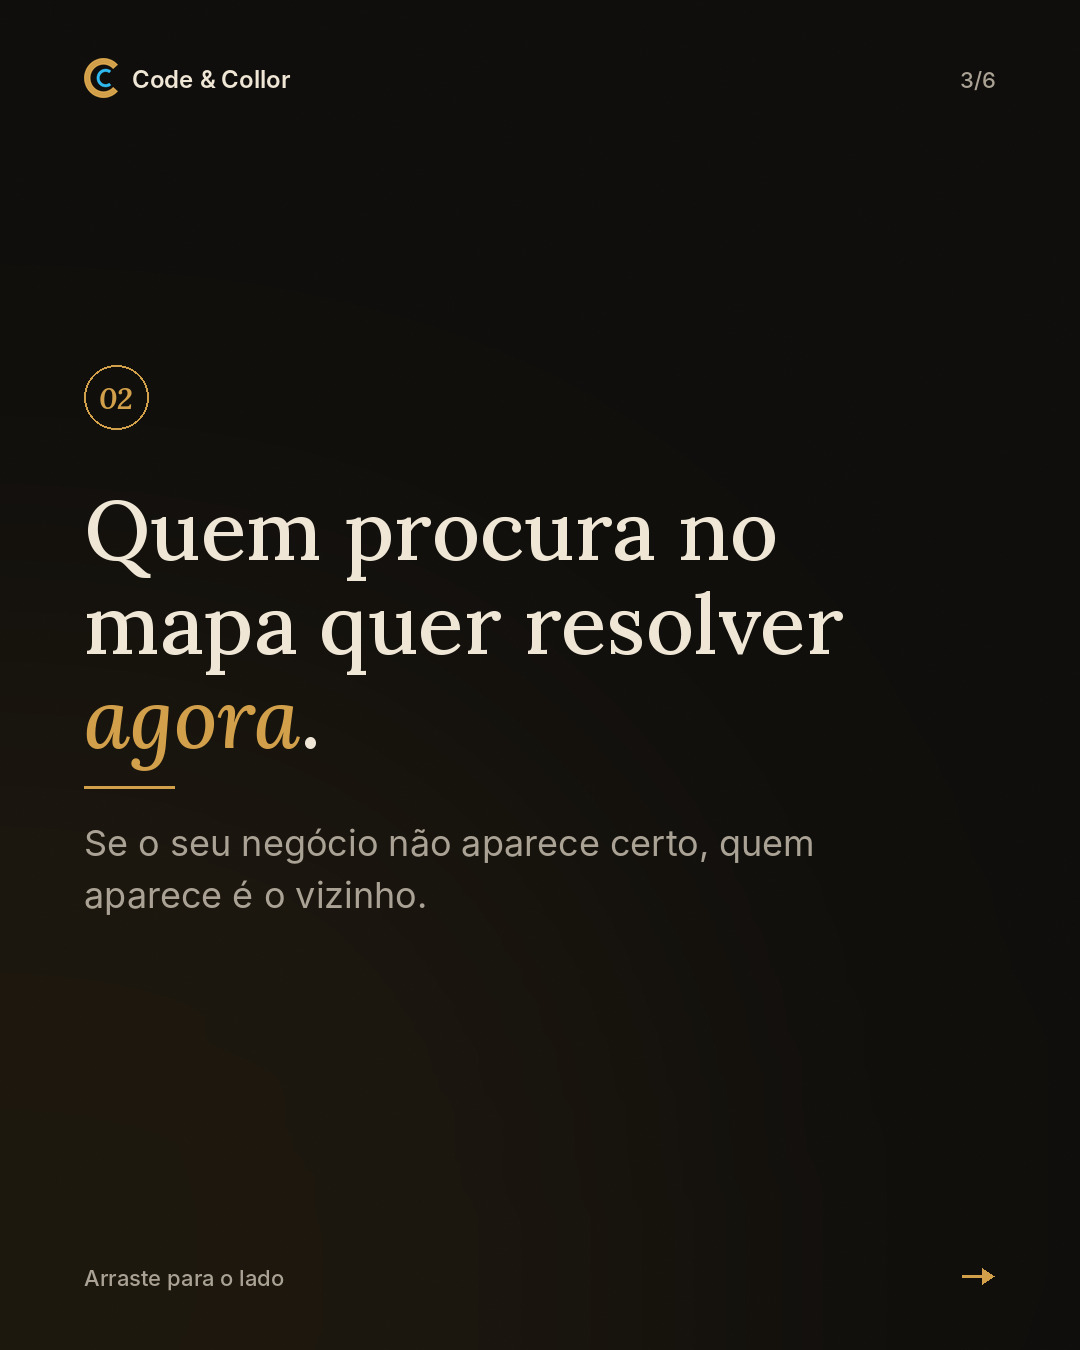 Code & Collor
3/6
02
Quem procura no
mapa quer resolver
agora.
Se o seu negócio não aparece certo, quem
aparece é o vizinho.
Arraste para o lado